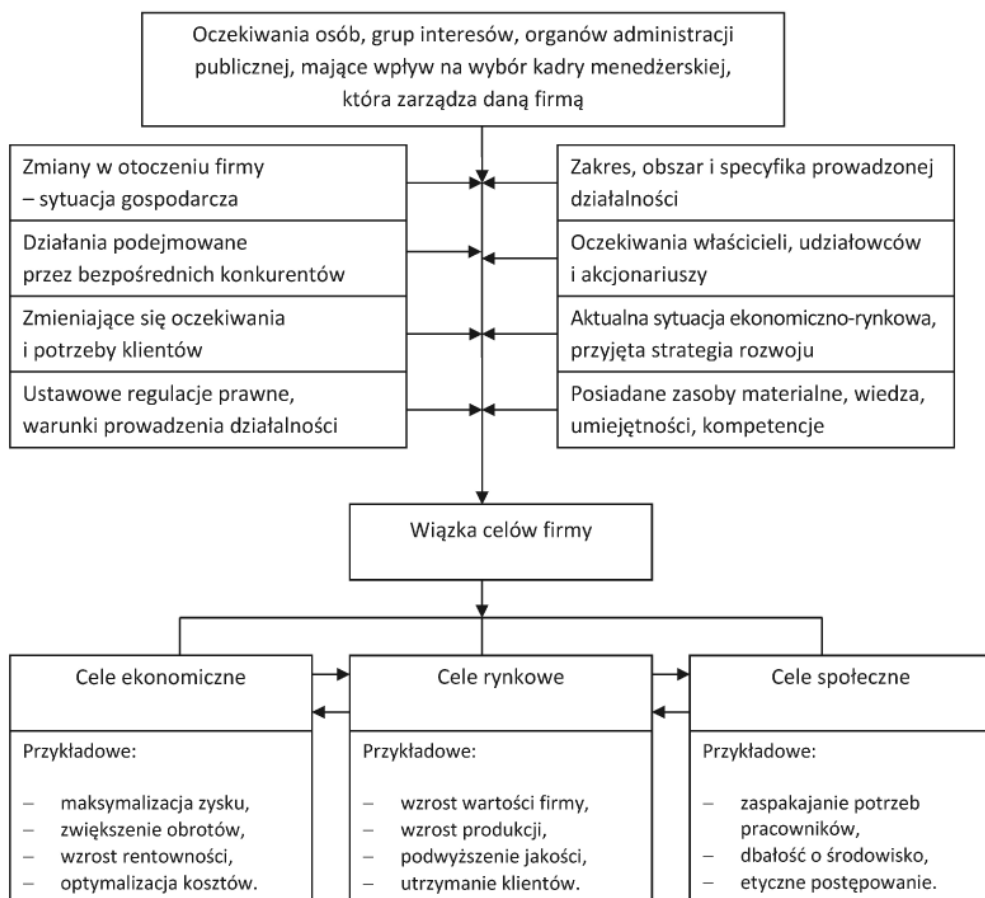 Oczekiwania osób, grup interesów, organów administracji
publicznej, mające wpływ na wybór kadry menedżerskiej,
która zarządza daną firmą
Zmiany w otoczeniu firmy
– sytuacja gospodarcza
Działania podejmowane
przez bezpośrednich konkurentów
Zmieniające się oczekiwania
i potrzeby klientów
Ustawowe regulacje prawne,
warunki prowadzenia działalności
Zakres, obszar i specyfika prowadzonej
działalności
Oczekiwania właścicieli, udziałowców
i akcjonariuszy
Aktualna sytuacja ekonomiczno-rynkowa,
przyjęta strategia rozwoju
Posiadane zasoby materialne, wiedza,
umiejętności, kompetencje
Wiązka celów firmy
Cele ekonomiczne
Przykładowe:
– maksymalizacja zysku,
– zwiększenie obrotów,
– wzrost rentowności,
– optymalizacja kosztów.
Cele rynkowe
Przykładowe:
– wzrost wartości firmy,
– wzrost produkcji,
– podwyższenie jakości,
– utrzymanie klientów.
Cele społeczne
Przykładowe:
– zaspakajanie potrzeb
pracowników,
– dbałość o środowisko,
– etyczne postępowanie.